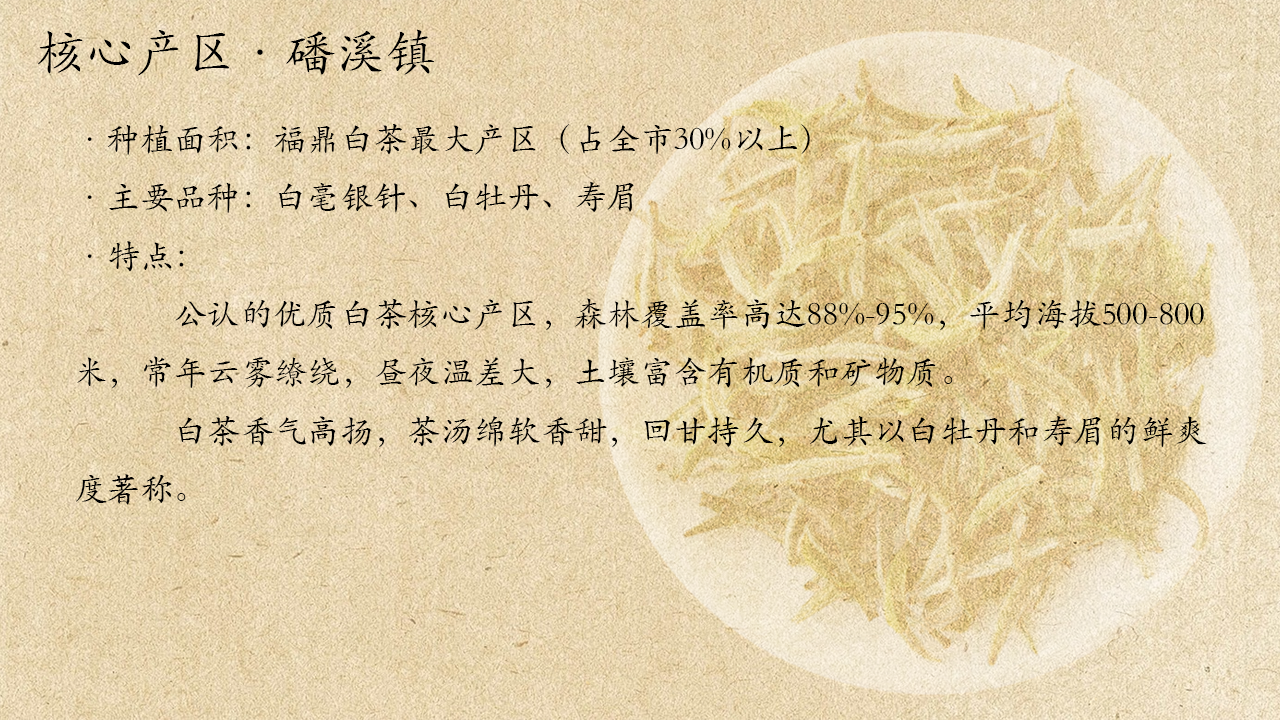 核心产区·磻溪镇
·种植面积：福鼎白茶最大产区（占全市30%以上）
·主要品种：白毫银针、白牡丹、寿眉
·特点：
公认的优质白茶核心产区，森林覆盖率高达88%-95%，平均海拔500-800
米，常年云雾缭绕，昼夜温差大，土壤富含有机质和矿物质。
白茶香气高扬，茶汤绵软香甜，回甘持久，尤其以白牡丹和寿眉的鲜爽
度著称。